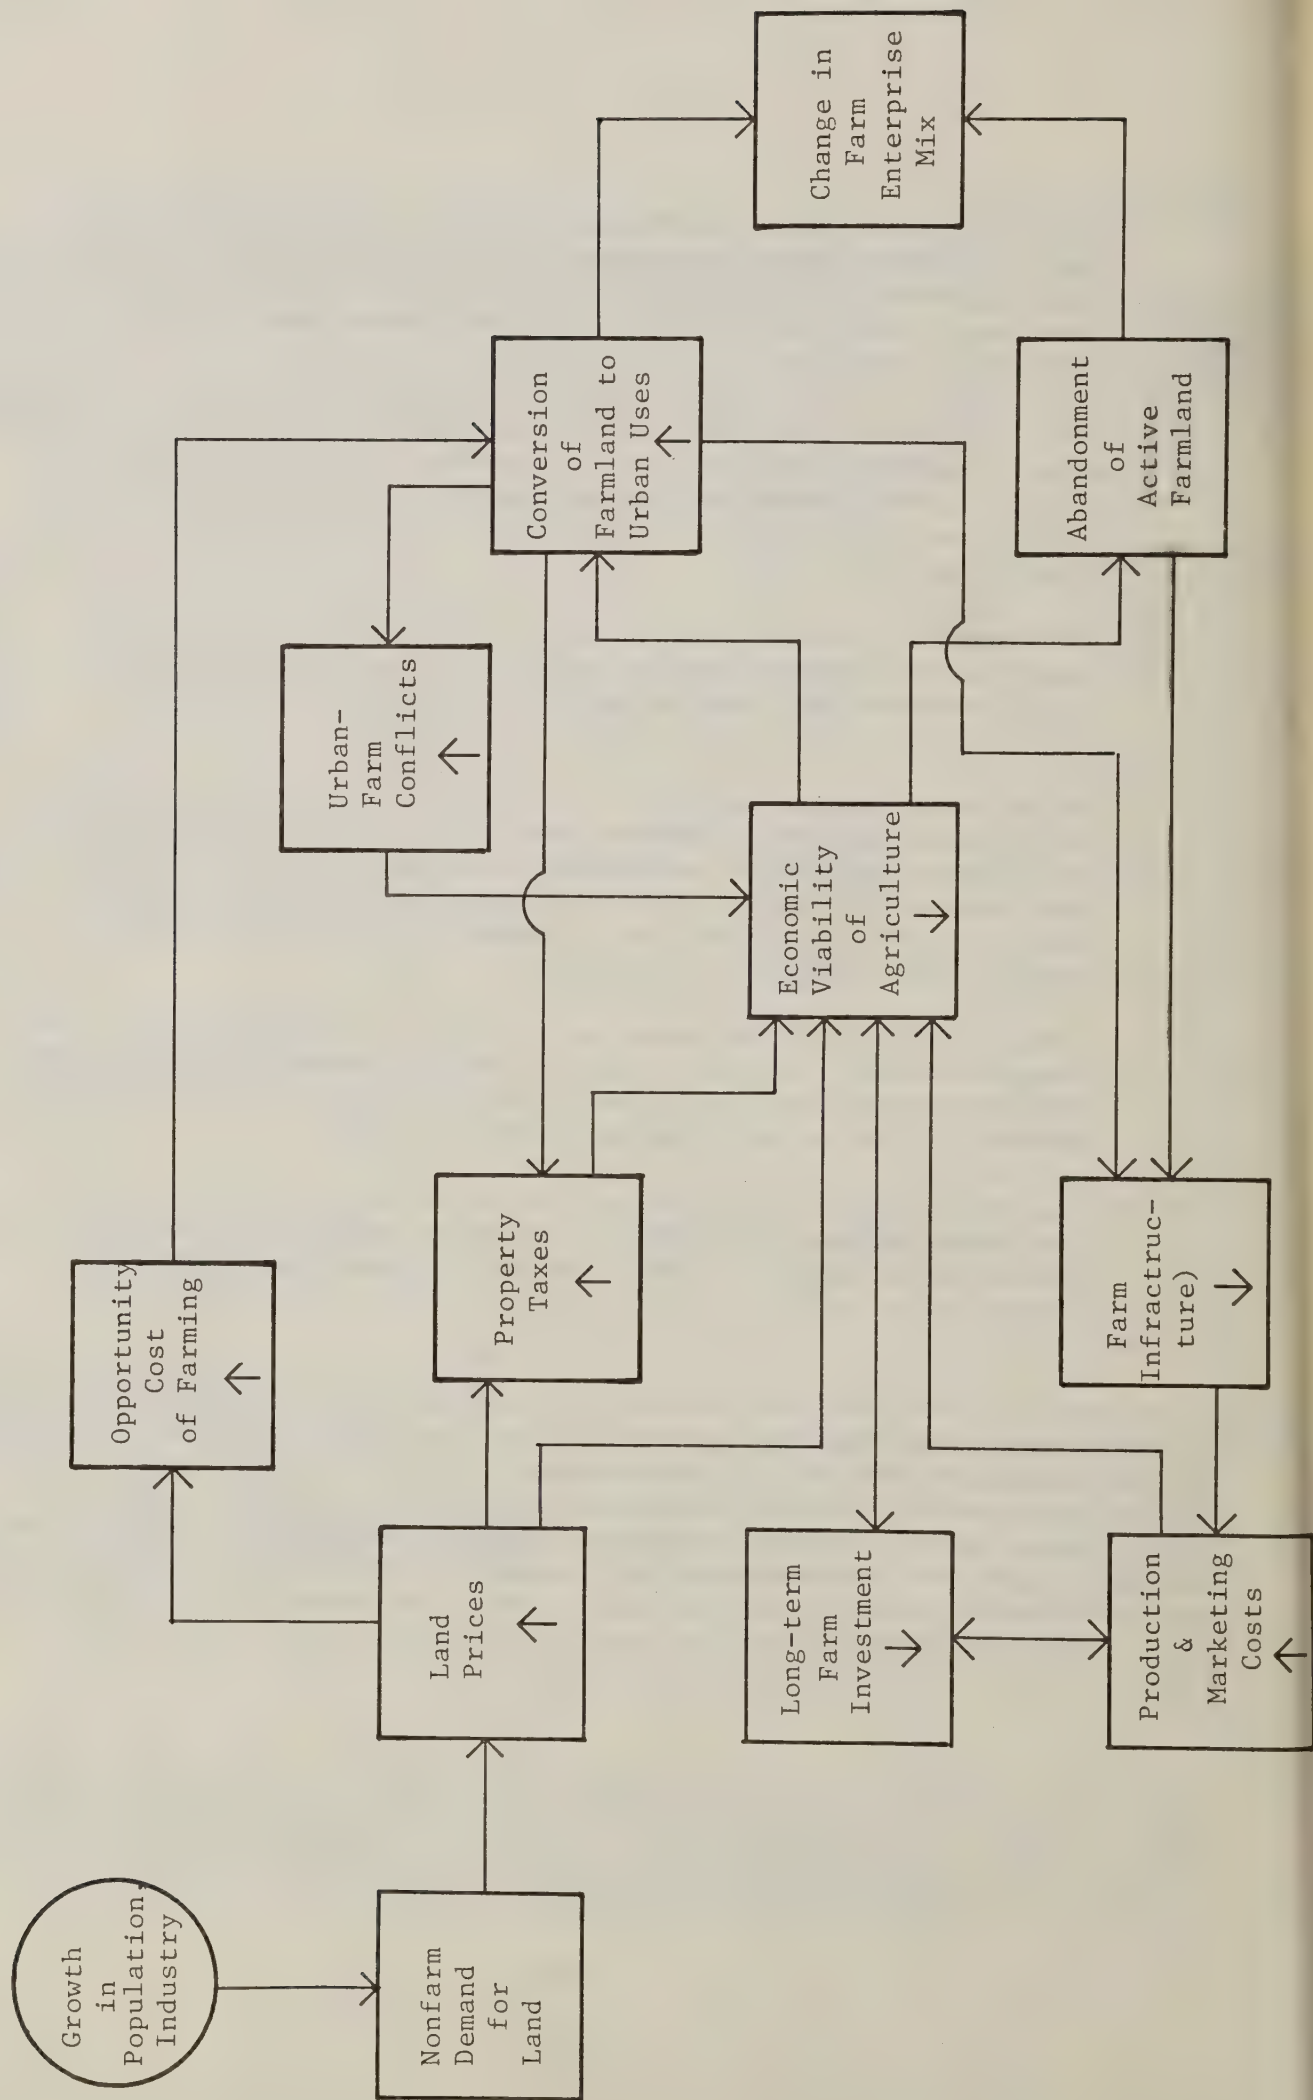 Growth
in
Population,
Industry
Nonfarm
Demand
for
Land
Land
Prices
Opportunity
Cost
of Farming
Property
Taxes
Long-term
Farm
Investment
Production
&
Marketing
Costs
Farm
Infractruc-
ture)
Economic
Viability
of
Agriculture
Urban-
Farm
Conflicts
Conversion
of
Farmland to
Urban Uses
Abandonment
of
Active
Farmland
Change in
Farm
Enterprise
Mix